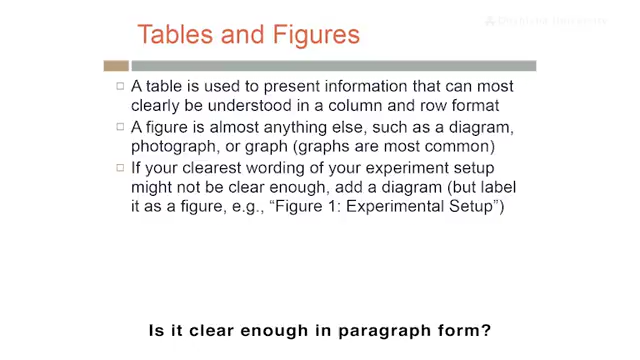 Tables and Figures
□ A table is used to present information that can most
clearly be understood in a column and row format
□ A figure is almost anything else, such as a diagram,
photograph, or graph (graphs are most common)
□ If your clearest wording of your experiment setup
might not be clear enough, add a diagram (but label
it as a figure, e.g., “Figure 1: Experimental Setup”)
Is it clear enough in paragraph form?